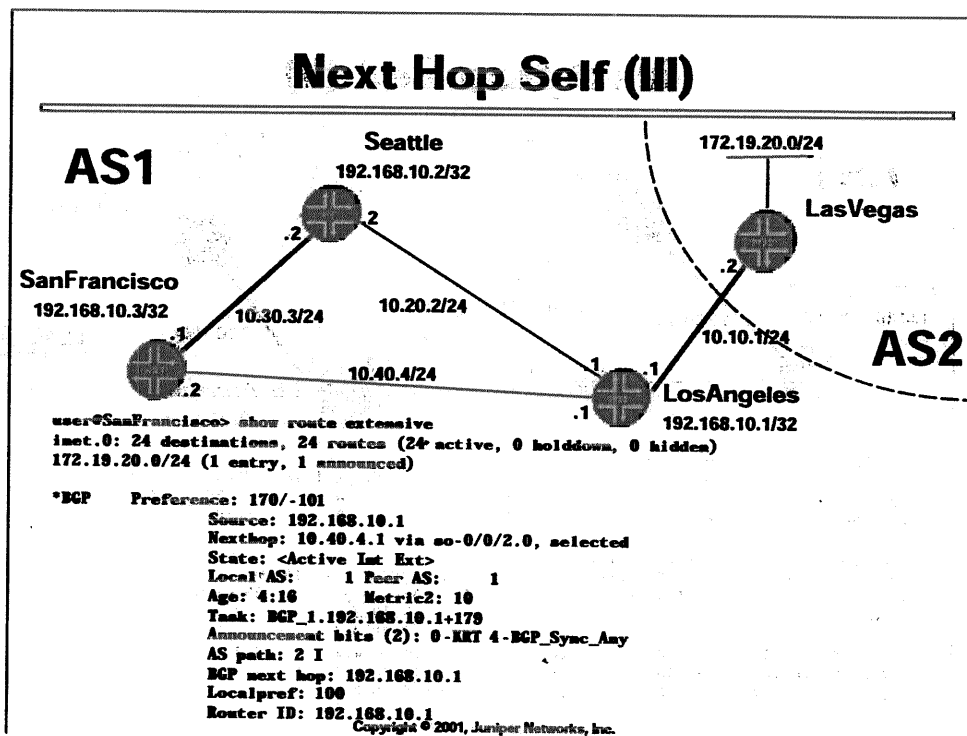 Next Hop Self (III)
AS1
Seattle
192.168.10.2/32
172.19.20.0/24
LasVegas
.2
.2
.2
SanFrancisco
192.168.10.3/32
10.30.3/24
10.20.2/24
10.10.1/24
AS2
.1
.2
10.40.4/24
.1
.1
.1
LosAngeles
192.168.10.1/32
user@SanFrancisco> show route extensive
inet.0: 24 destinations, 24 routes (24 active, 0 holddown, 0 hidden)
172.19.20.0/24 (1 entry, 1 announced)
*BGP Preference: 170/-101
Source: 192.168.10.1
Nexthop: 10.40.4.1 via so-0/0/2.0, selected
State: <Active Int Ext>
Local AS: 1 Peer AS: 1
Age: 4:16 Metric2: 10
Task: BGP_1.192.168.10.1+179
Announcement bits (2): 0-KRT 4-BGP_Sync_Any
AS path: 2 I
BGP next hop: 192.168.10.1
Localpref: 100
Router ID: 192.168.10.1
Copyright © 2001, Juniper Networks, Inc.